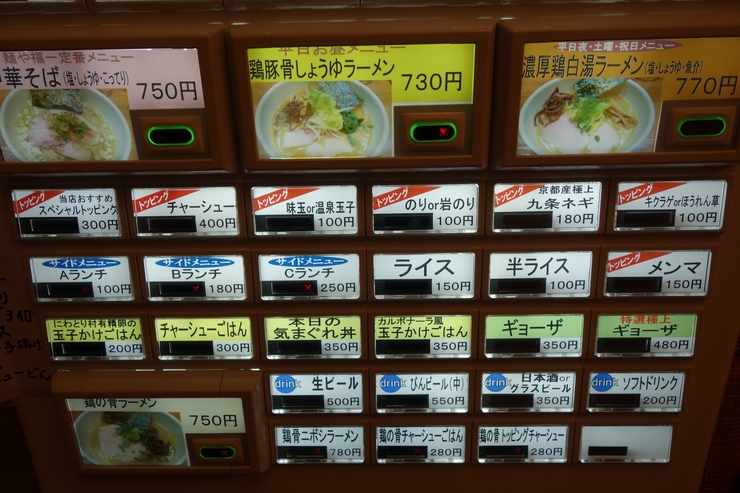 麺や福一定番メニュー
中華そば(塩・しょうゆ・こってり)
750円
平日お昼メニュー
鶏豚骨しょうゆラーメン 730円
平日夜・土曜・祝日メニュー
濃厚鶏白湯ラーメン(塩・しょうゆ・魚介)
770円
トッピング 当店おすすめ
スペシャルトッピング
300円
トッピング チャーシュー
400円
トッピング 味玉or温泉玉子
100円
トッピング のりor岩のり
100円
トッピング 京都産極上
九条ネギ
180円
トッピング キクラゲorほうれん草
100円
サイドメニュー
Aランチ
100円
サイドメニュー
Bランチ
180円
サイドメニュー
Cランチ
250円
ライス
150円
半ライス
100円
トッピング メンマ
150円
にわとり村有精卵の
玉子かけごはん
200円
チャーシューごはん
300円
本日の
気まぐれ丼
350円
カルボナーラ風
玉子かけごはん
350円
ギョーザ
350円
特選極上
ギョーザ
480円
鶏の骨ラーメン
750円
drink 生ビール
500円
drink びんビール(中)
550円
drink 日本酒or
グラスビール
350円
drink ソフトドリンク
200円
鶏骨ニボシラーメン
780円
鶏の骨チャーシューごはん
280円
鶏の骨トッピングチャーシュー
280円